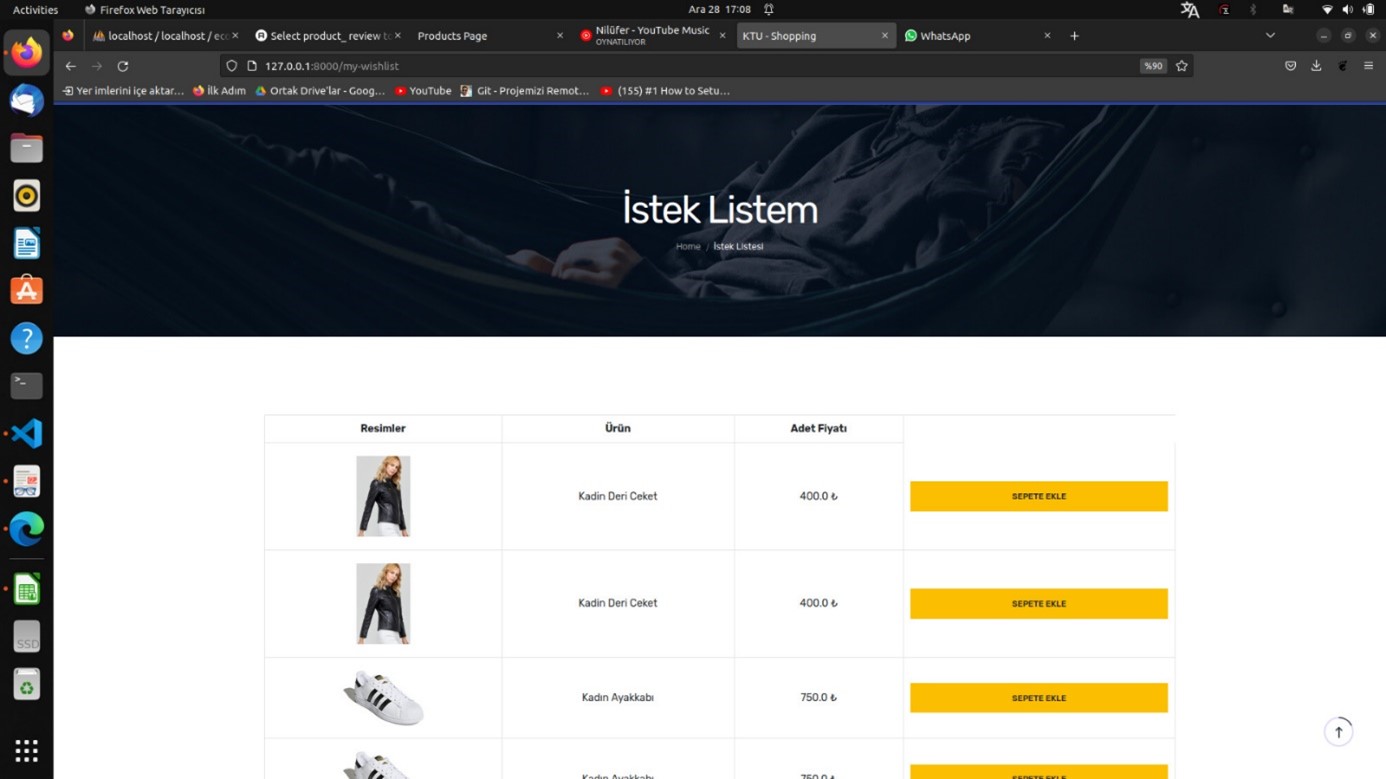 Activities
Firefox Web Tarayıcısı
Ara 28 17:08
localhost / localhost / ec
Select product_ review to
Products Page
Nilüfer - YouTube Music
OYNATILIYOR
KTU - Shopping
WhatsApp
127.0.0.1:8000/my-wishlist
%90
Yer imlerini içe aktar…
İlk Adım
Ortak Drive'lar - Goog…
YouTube
Git - Projemizi Remot…
(155) #1 How to Setu…
İstek Listem
Home / İstek Listesi
Resimler Ürün Adet Fiyatı
Kadin Deri Ceket 400.0 ₺ SEPETE EKLE
Kadin Deri Ceket 400.0 ₺ SEPETE EKLE
Kadın Ayakkabı 750.0 ₺ SEPETE EKLE
Kadın Ayakkabı 750.0 ₺ SEPETE EKLE
SSD